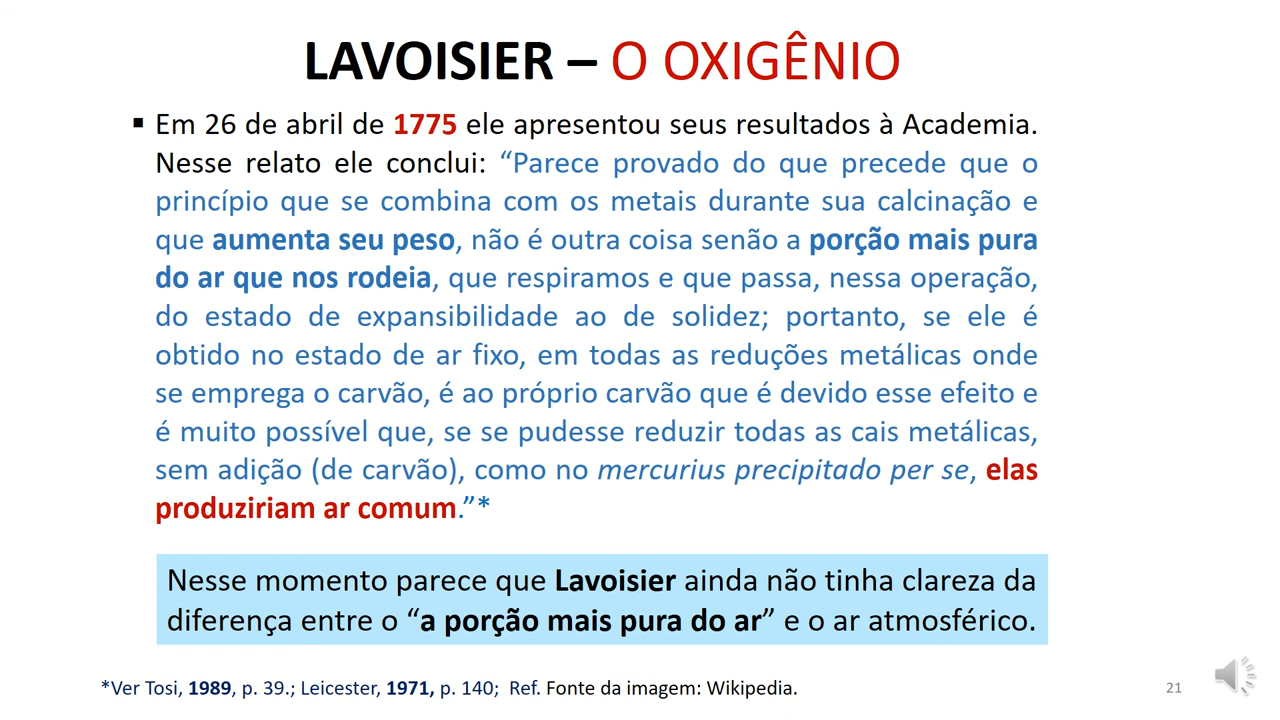 LAVOISIER – O OXIGÊNIO
▪ Em 26 de abril de 1775 ele apresentou seus resultados à Academia.
Nesse relato ele conclui: “Parece provado do que precede que o
princípio que se combina com os metais durante sua calcinação e
que aumenta seu peso, não é outra coisa senão a porção mais pura
do ar que nos rodeia, que respiramos e que passa, nessa operação,
do estado de expansibilidade ao de solidez; portanto, se ele é
obtido no estado de ar fixo, em todas as reduções metálicas onde
se emprega o carvão, é ao próprio carvão que é devido esse efeito e
é muito possível que, se se pudesse reduzir todas as cais metálicas,
sem adição (de carvão), como no mercurius precipitado per se, elas
produziriam ar comum.”*
Nesse momento parece que Lavoisier ainda não tinha clareza da
diferença entre o “a porção mais pura do ar” e o ar atmosférico.
*Ver Tosi, 1989, p. 39.; Leicester, 1971, p. 140; Ref. Fonte da imagem: Wikipedia.
21